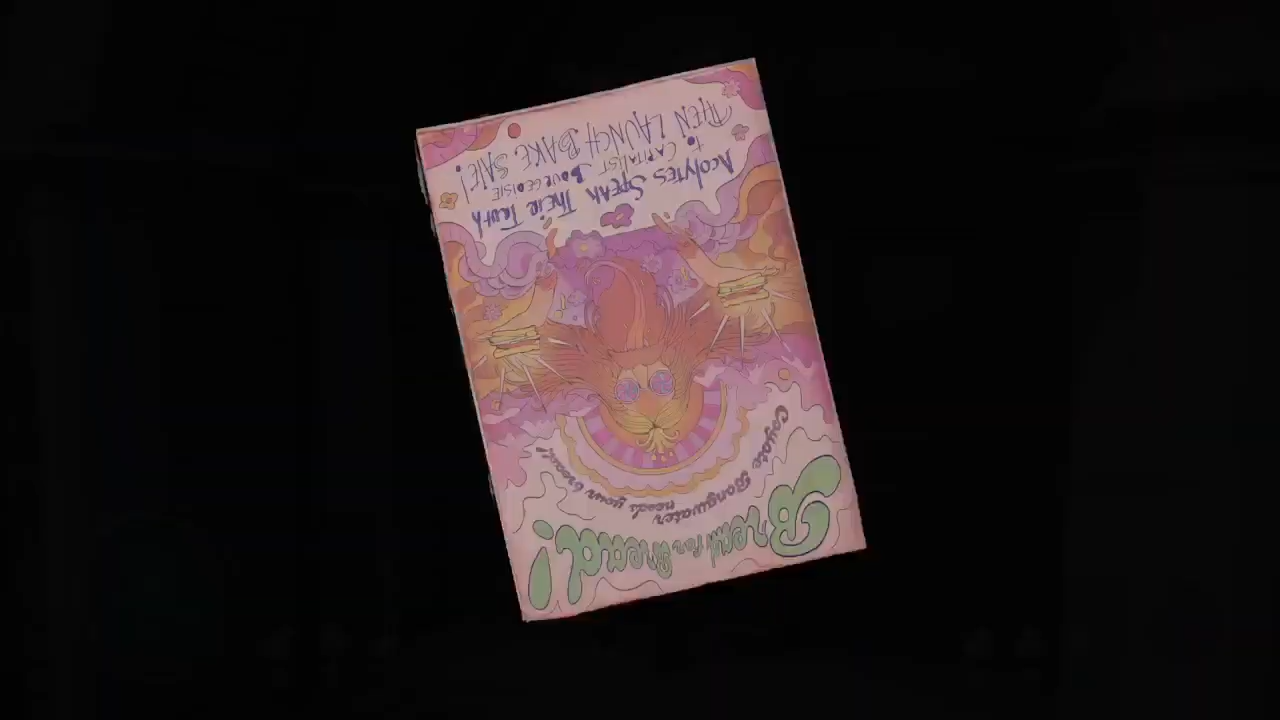 Bread for Bread!
Coyote Bongwater
needs your bread!
ACOLYTES SPEAK THEIR TRUTH
TO CAPITALIST BOURGEOISIE
THEN LAUNCH BAKE SALE!